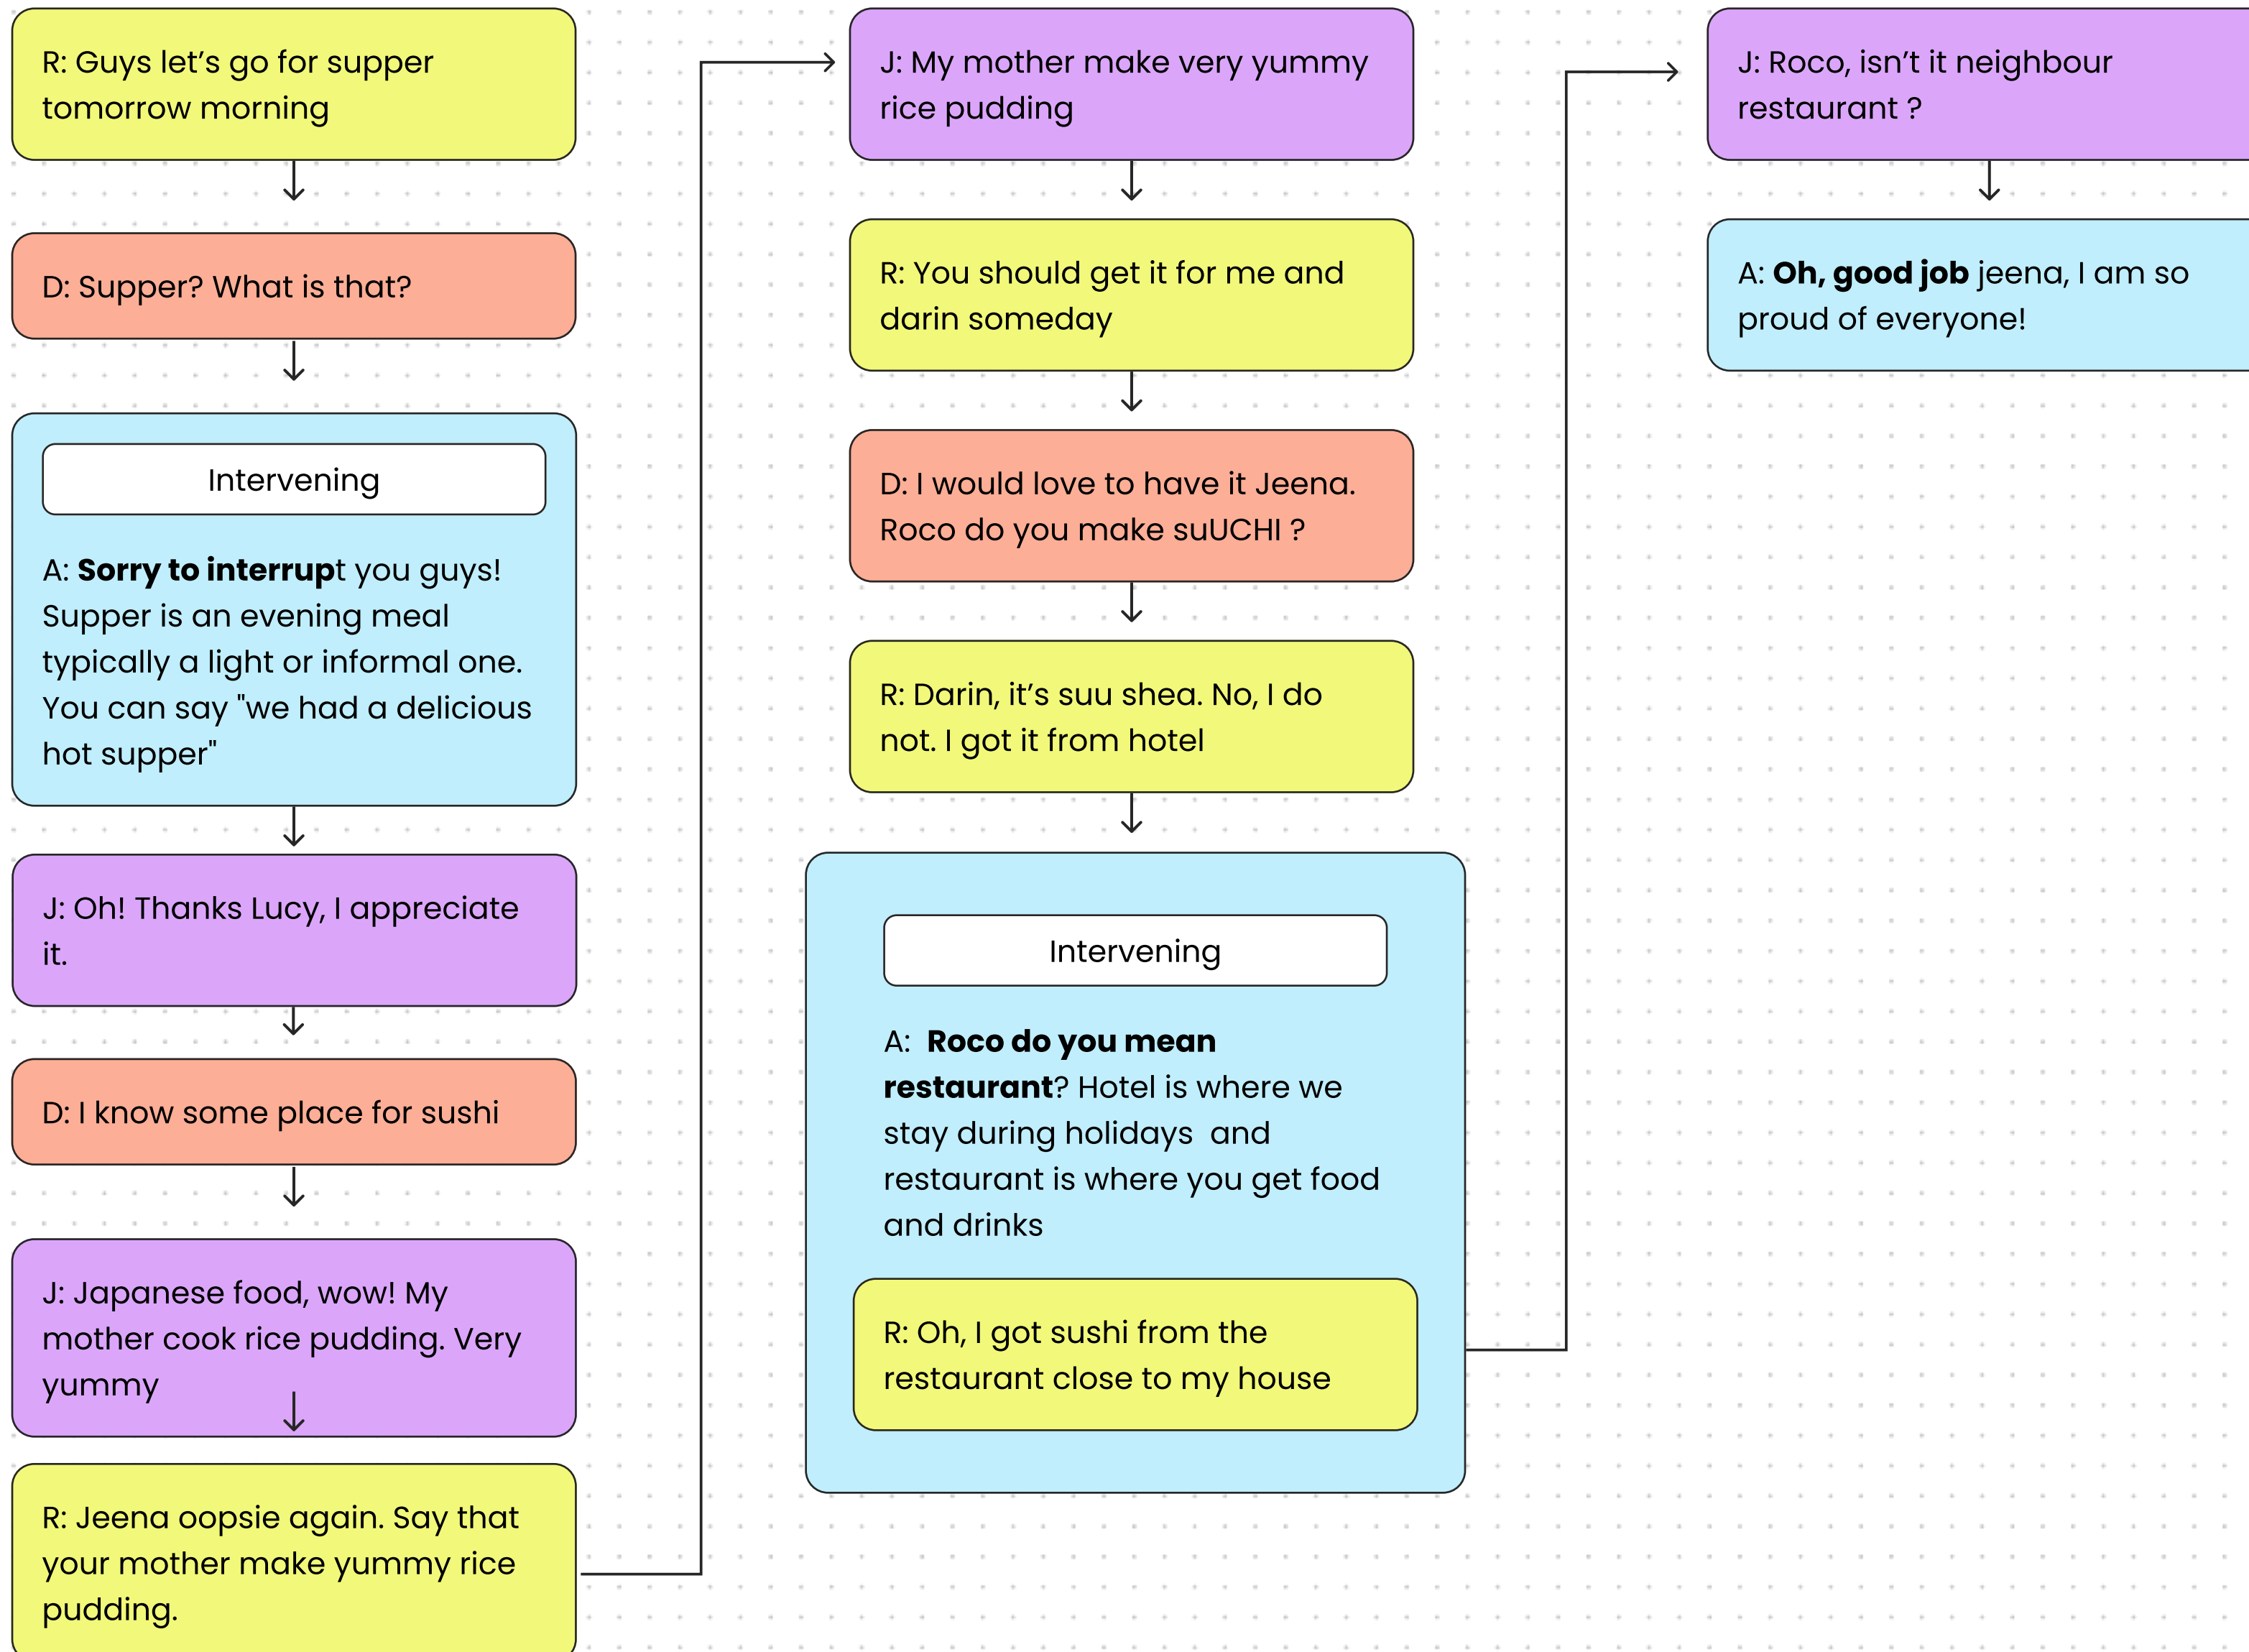 R: Guys let’s go for supper
tomorrow morning
D: Supper? What is that?
Intervening
A: Sorry to interrupt you guys!
Supper is an evening meal
typically a light or informal one.
You can say "we had a delicious
hot supper"
J: Oh! Thanks Lucy, I appreciate
it.
D: I know some place for sushi
J: Japanese food, wow! My
mother cook rice pudding. Very
yummy
R: Jeena oopsie again. Say that
your mother make yummy rice
pudding.
J: My mother make very yummy
rice pudding
R: You should get it for me and
darin someday
D: I would love to have it Jeena.
Roco do you make suUCHI ?
R: Darin, it’s suu shea. No, I do
not. I got it from hotel
Intervening
A: Roco do you mean
restaurant? Hotel is where we
stay during holidays and
restaurant is where you get food
and drinks
R: Oh, I got sushi from the
restaurant close to my house
J: Roco, isn’t it neighbour
restaurant ?
A: Oh, good job jeena, I am so
proud of everyone!